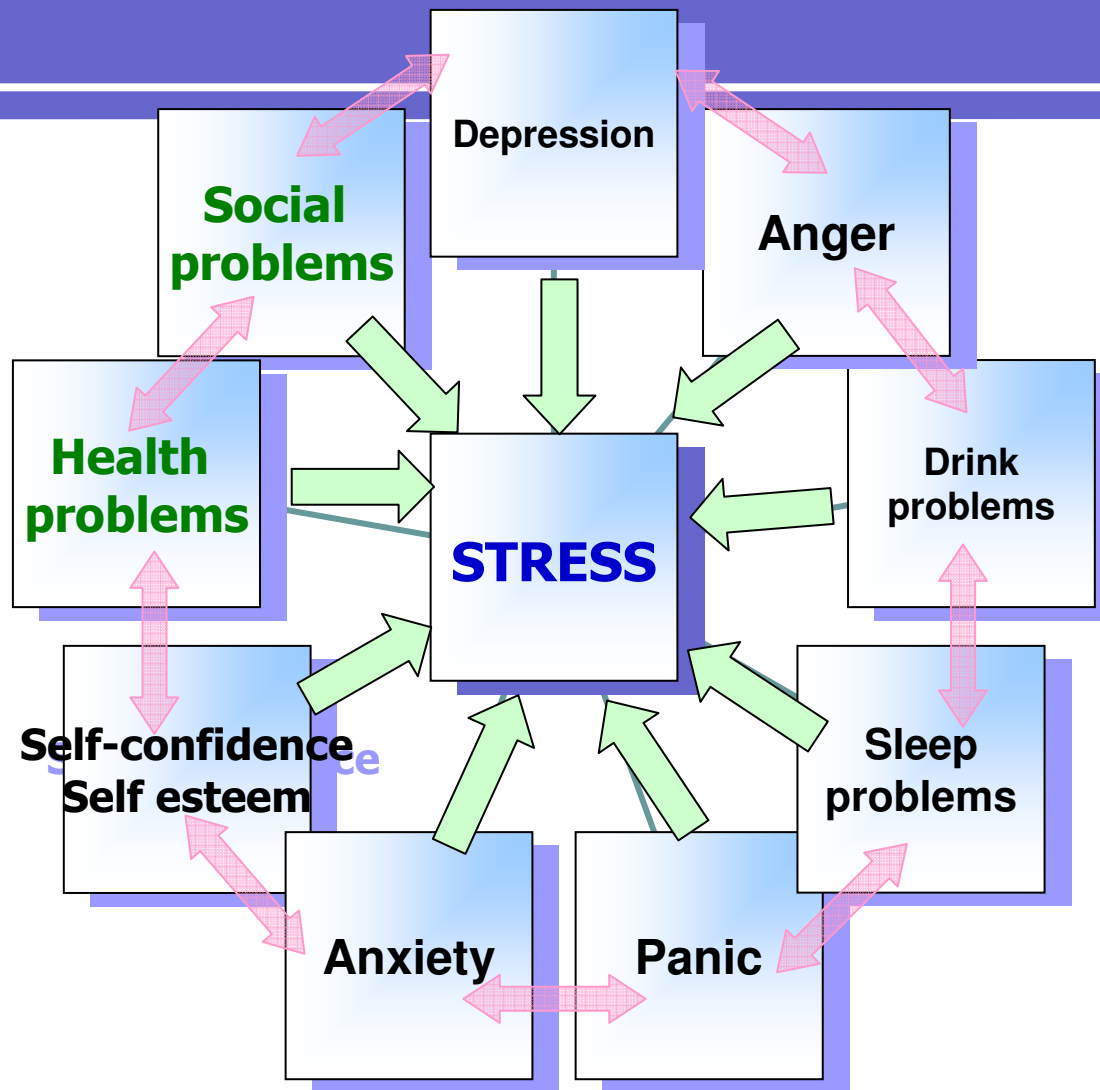 Depression
Social
problems
Anger
Health
problems
Drink
problems
STRESS
Self-confidence
Self esteem
Sleep
problems
Anxiety
Panic